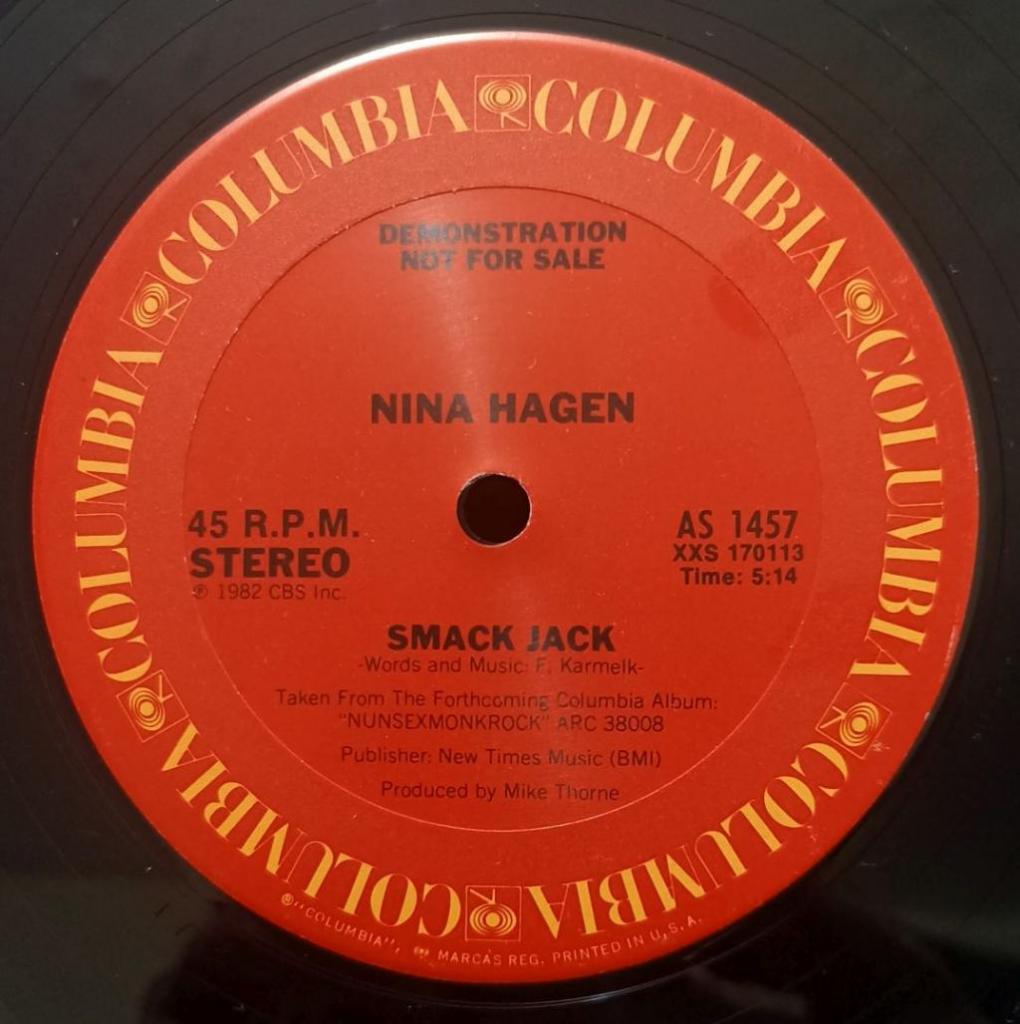 COLUMBIA COLUMBIA COLUMBIA COLUMBIA COLUMBIA COLUMBIA
DEMONSTRATION
NOT FOR SALE
NINA HAGEN
45 R.P.M.
STEREO
℗ 1982 CBS Inc.
AS 1457
XXS 170113
Time: 5:14
SMACK JACK
-Words and Music: F. Karmelk-
Taken From The Forthcoming Columbia Album:
"NUNSEXMONKROCK" ARC 38008
Publisher: New Times Music (BMI)
Produced by Mike Thorne
®"COLUMBIA", MARCAS REG. PRINTED IN U.S.A.